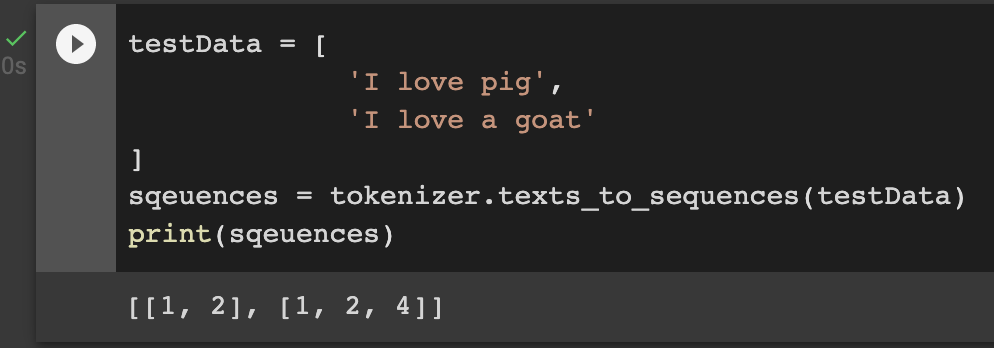 testData = [
'I love pig',
'I love a goat'
]
0s
sqeuences = tokenizer.texts_to_sequences(testData)
print(sqeuences)
[[1, 2], [1, 2, 4]]